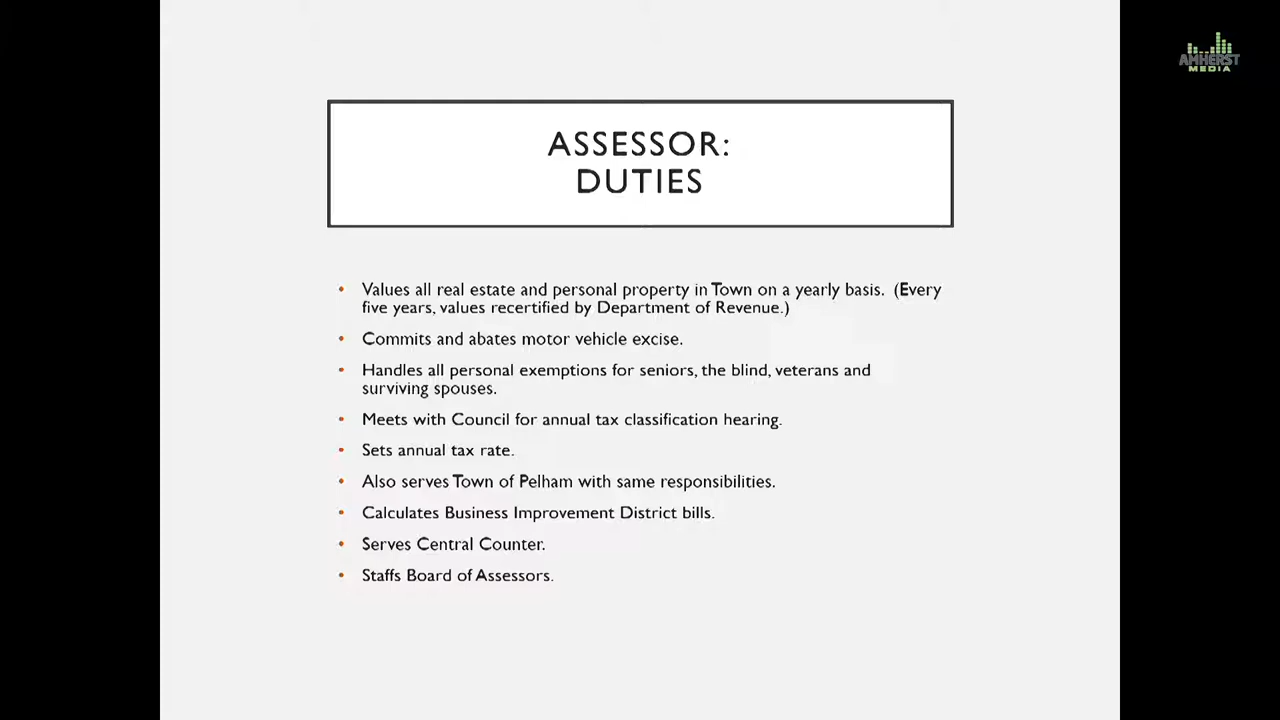 AMHERST
MEDIA
ASSESSOR:
DUTIES
• Values all real estate and personal property in Town on a yearly basis. (Every
five years, values recertified by Department of Revenue.)
• Commits and abates motor vehicle excise.
• Handles all personal exemptions for seniors, the blind, veterans and
surviving spouses.
• Meets with Council for annual tax classification hearing.
• Sets annual tax rate.
• Also serves Town of Pelham with same responsibilities.
• Calculates Business Improvement District bills.
• Serves Central Counter.
• Staffs Board of Assessors.